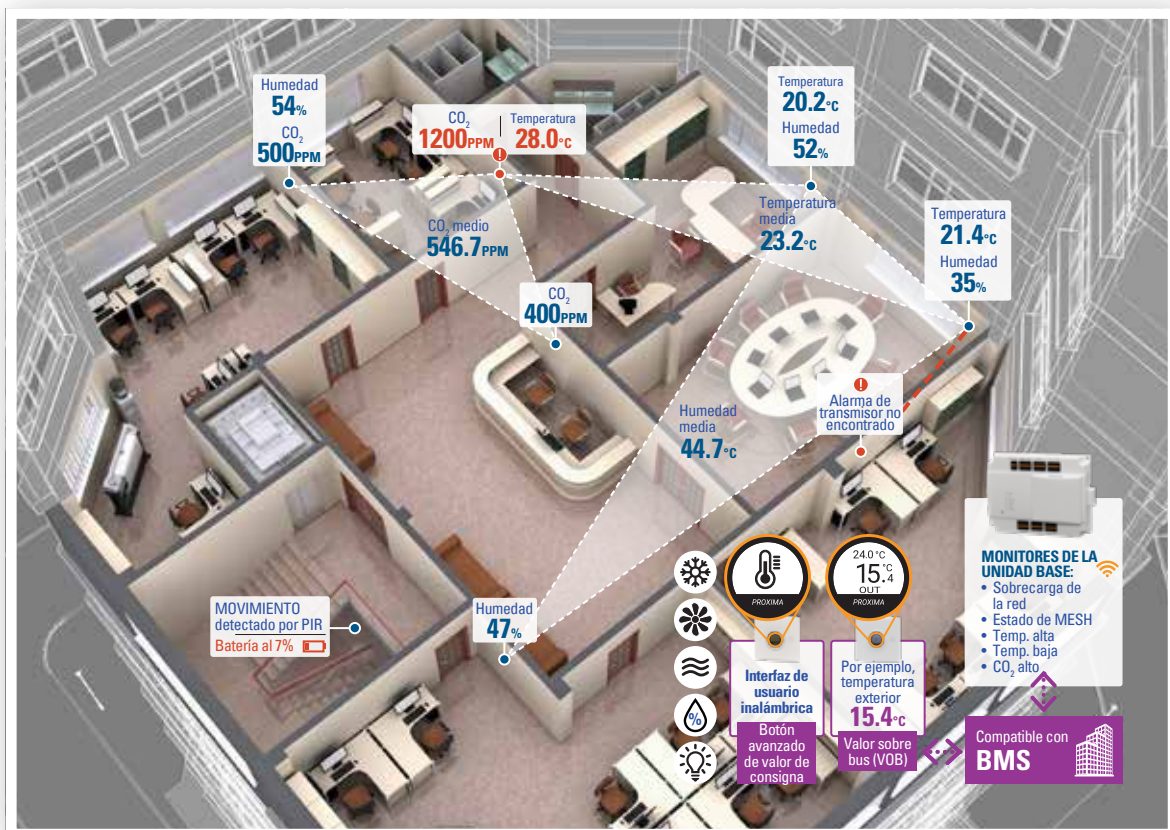 Humedad
54%
CO₂
500PPM
CO₂
1200PPM
Temperatura
28.0°C
Temperatura
20.2°C
Humedad
52%
CO₂ medio
546.7PPM
Temperatura
media
23.2°C
Temperatura
21.4°C
Humedad
35%
CO₂
400PPM
Alarma de
transmisor no
encontrado
Humedad
media
44.7°C
MOVIMIENTO
detectado por PIR
Batería al 7%
Humedad
47%
%
PROXIMA
Interfaz de
usuario
inalámbrica
Botón
avanzado
de valor de
consigna
24.0°C
15.4°C
OUT
PROXIMA
Por ejemplo,
temperatura
exterior
15.4°C
Valor sobre
bus (VOB)
MONITORES DE LA
UNIDAD BASE:
• Sobrecarga de
la red
• Estado de MESH
• Temp. alta
• Temp. baja
• CO₂ alto
Compatible con
BMS